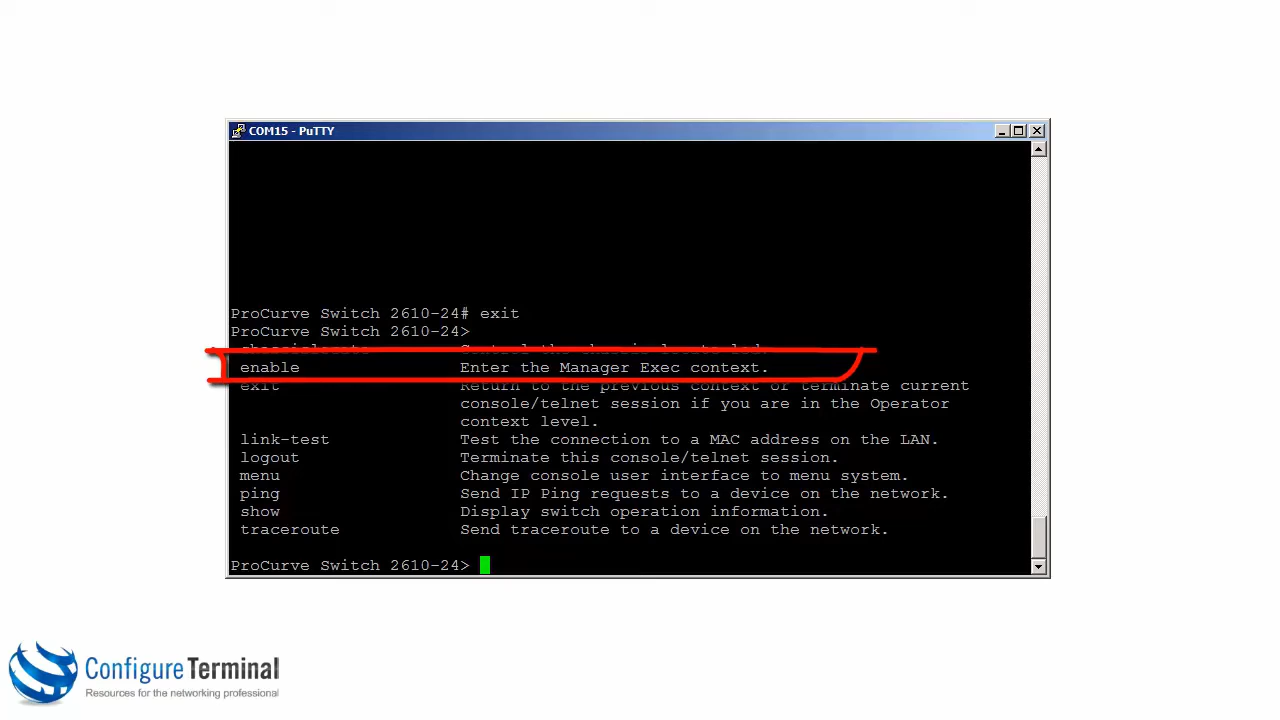 COM15 - PuTTY
ProCurve Switch 2610-24# exit
ProCurve Switch 2610-24>
enable Enter the Manager Exec context.
exit Return to the previous context or terminate current
console/telnet session if you are in the Operator
context level.
link-test Test the connection to a MAC address on the LAN.
logout Terminate this console/telnet session.
menu Change console user interface to menu system.
ping Send IP Ping requests to a device on the network.
show Display switch operation information.
traceroute Send traceroute to a device on the network.
ProCurve Switch 2610-24>
Configure Terminal
Resources for the networking professional